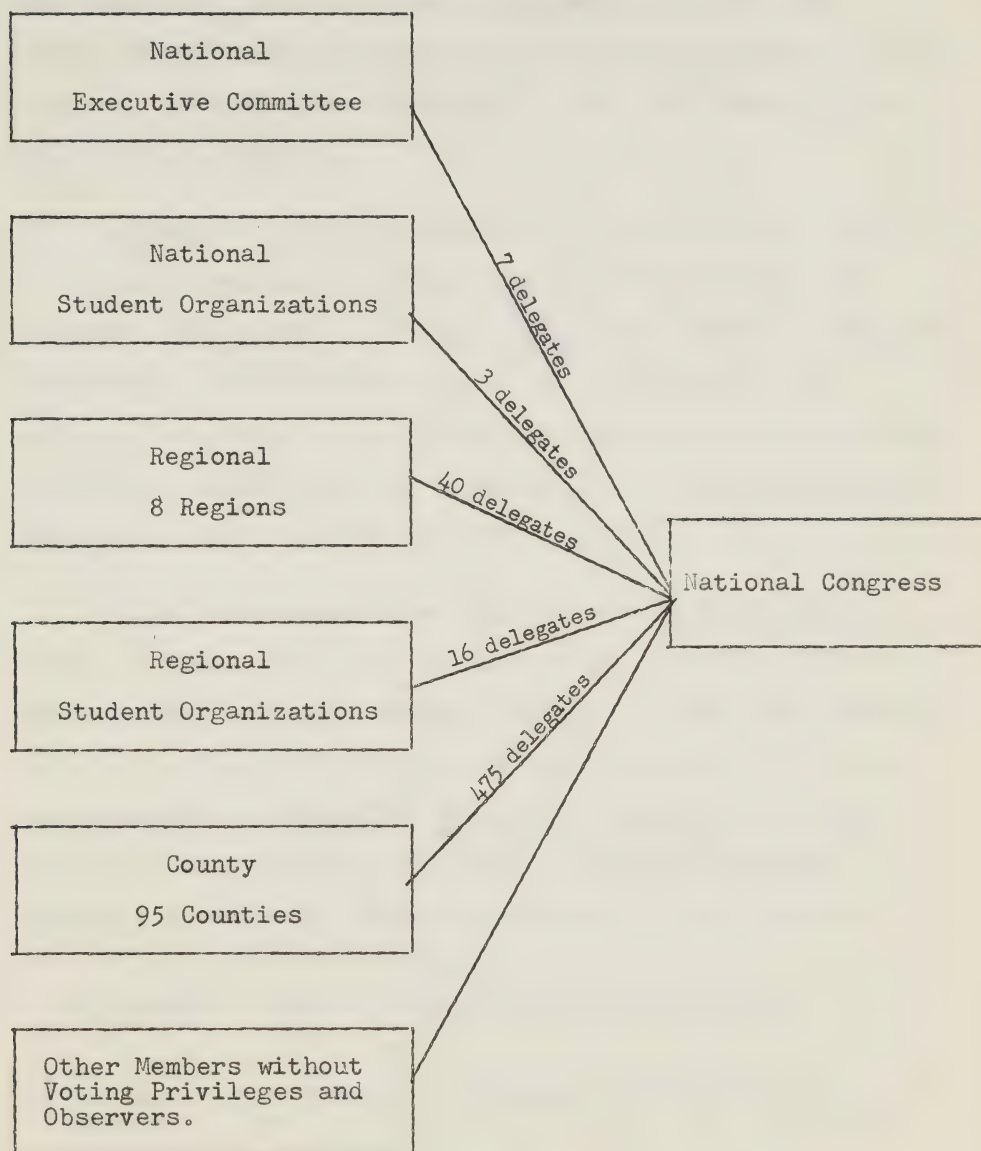 National
Executive Committee
7 delegates
National
Student Organizations
3 delegates
Regional
8 Regions
40 delegates
National Congress
Regional
Student Organizations
16 delegates
County
95 Counties
475 delegates
Other Members without
Voting Privileges and
Observers.